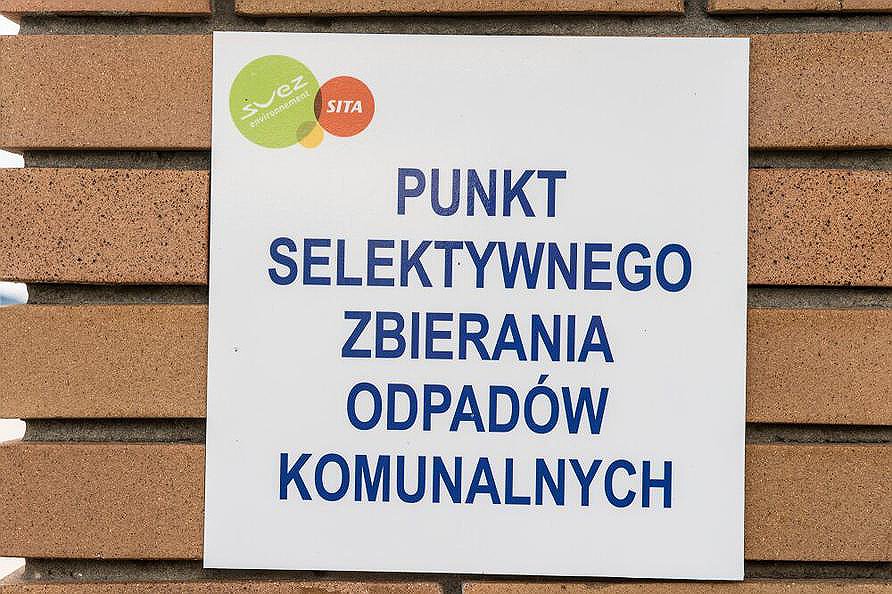 suez
environnement
SITA
PUNKT
SELEKTYWNEGO
ZBIERANIA
ODPADÓW
KOMUNALNYCH